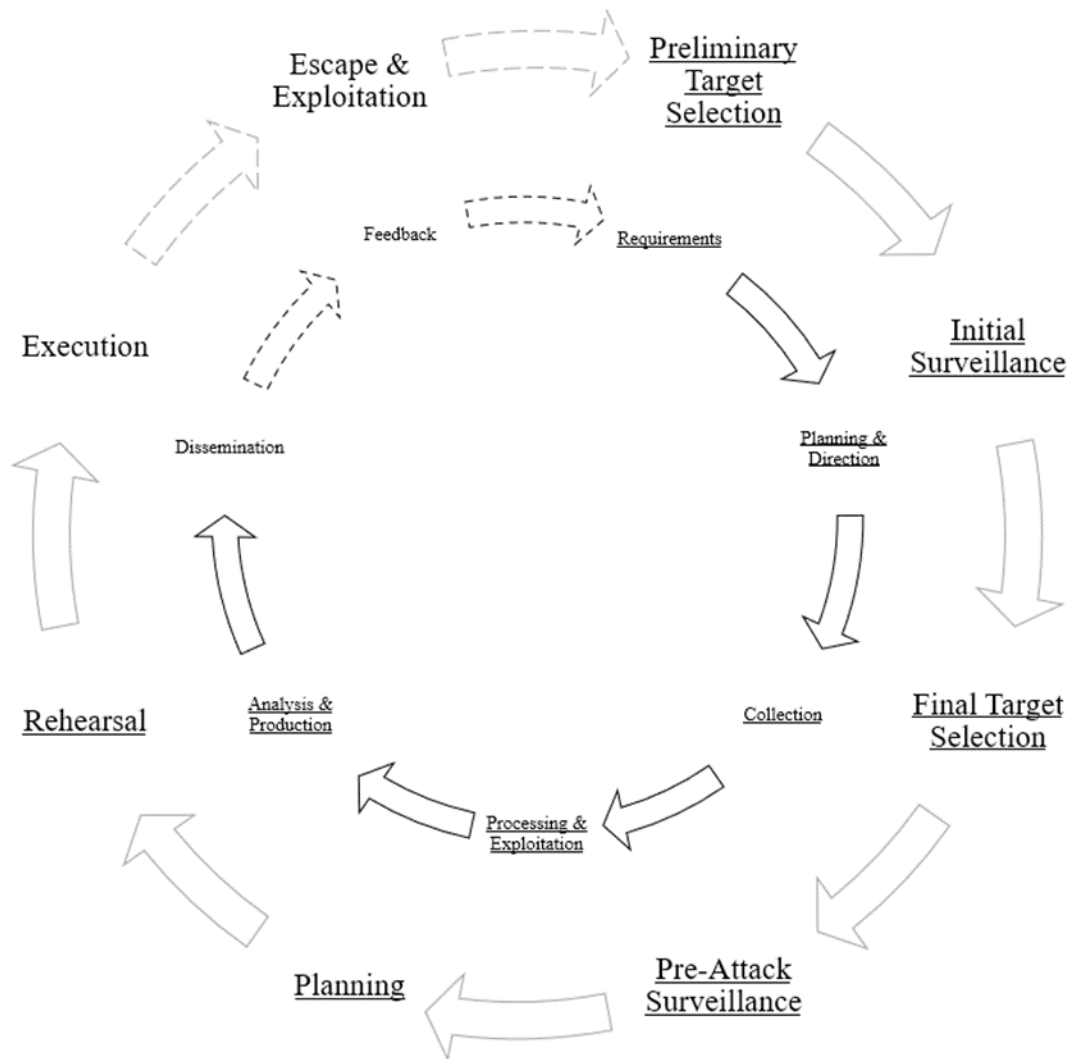 Escape &
Exploitation
Preliminary
Target
Selection
Feedback
Requirements
Execution
Initial
Surveillance
Dissemination
Planning &
Direction
Rehearsal
Analysis &
Production
Collection
Final Target
Selection
Processing &
Exploitation
Planning
Pre-Attack
Surveillance